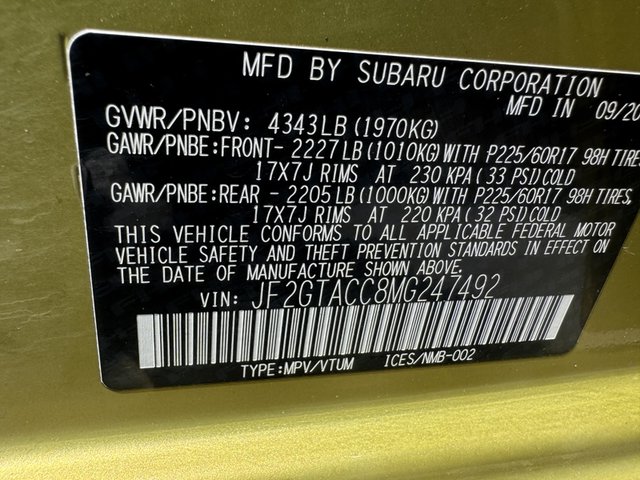 MFD BY SUBARU CORPORATION
MFD IN 09/20
GVWR/PNBV: 4343LB (1970KG)
GAWR/PNBE:FRONT- 2227LB (1010KG) WITH P225/60R17 98H TIRES
17X7J RIMS AT 230 KPA (33 PSI) COLD
GAWR/PNBE:REAR - 2205LB (1000KG) WITH P225/60R17 98H TIRES,
17X7J RIMS AT 220 KPA (32 PSI) COLD
THIS VEHICLE CONFORMS TO ALL APPLICABLE FEDERAL MOTOR
VEHICLE SAFETY AND THEFT PREVENTION STANDARDS IN EFFECT ON
THE DATE OF MANUFACTURE SHOWN ABOVE.
VIN: JF2GTACC8MG247492
TYPE:MPV/VTUM ICES/NMB-002